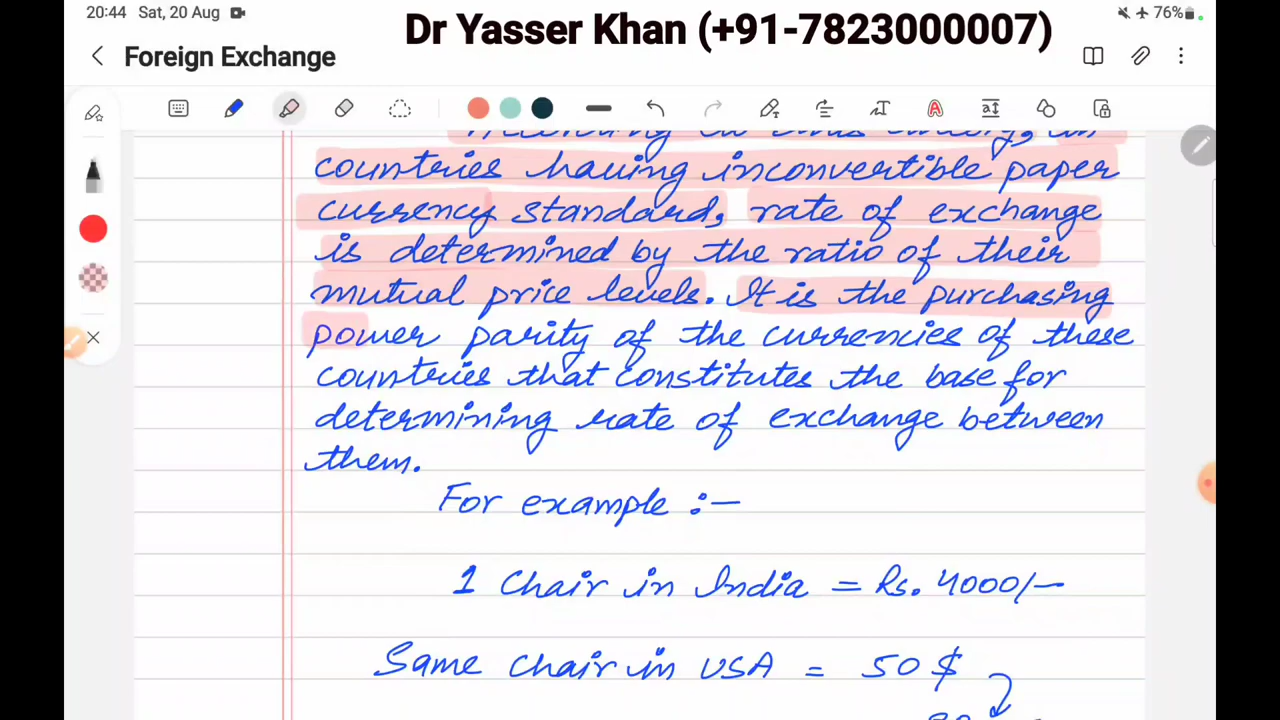 20:44 Sat, 20 Aug
76%
Dr Yasser Khan (+91-7823000007)
Foreign Exchange
countries having inconvertible paper
currency standard, rate of exchange
is determined by the ratio of their
mutual price levels. It is the purchasing
power parity of the currencies of these
countries that constitutes the base for
determining rate of exchange between
them.
For example :-
1 Chair in India = Rs. 4000/-
Same chair in USA = 50 $